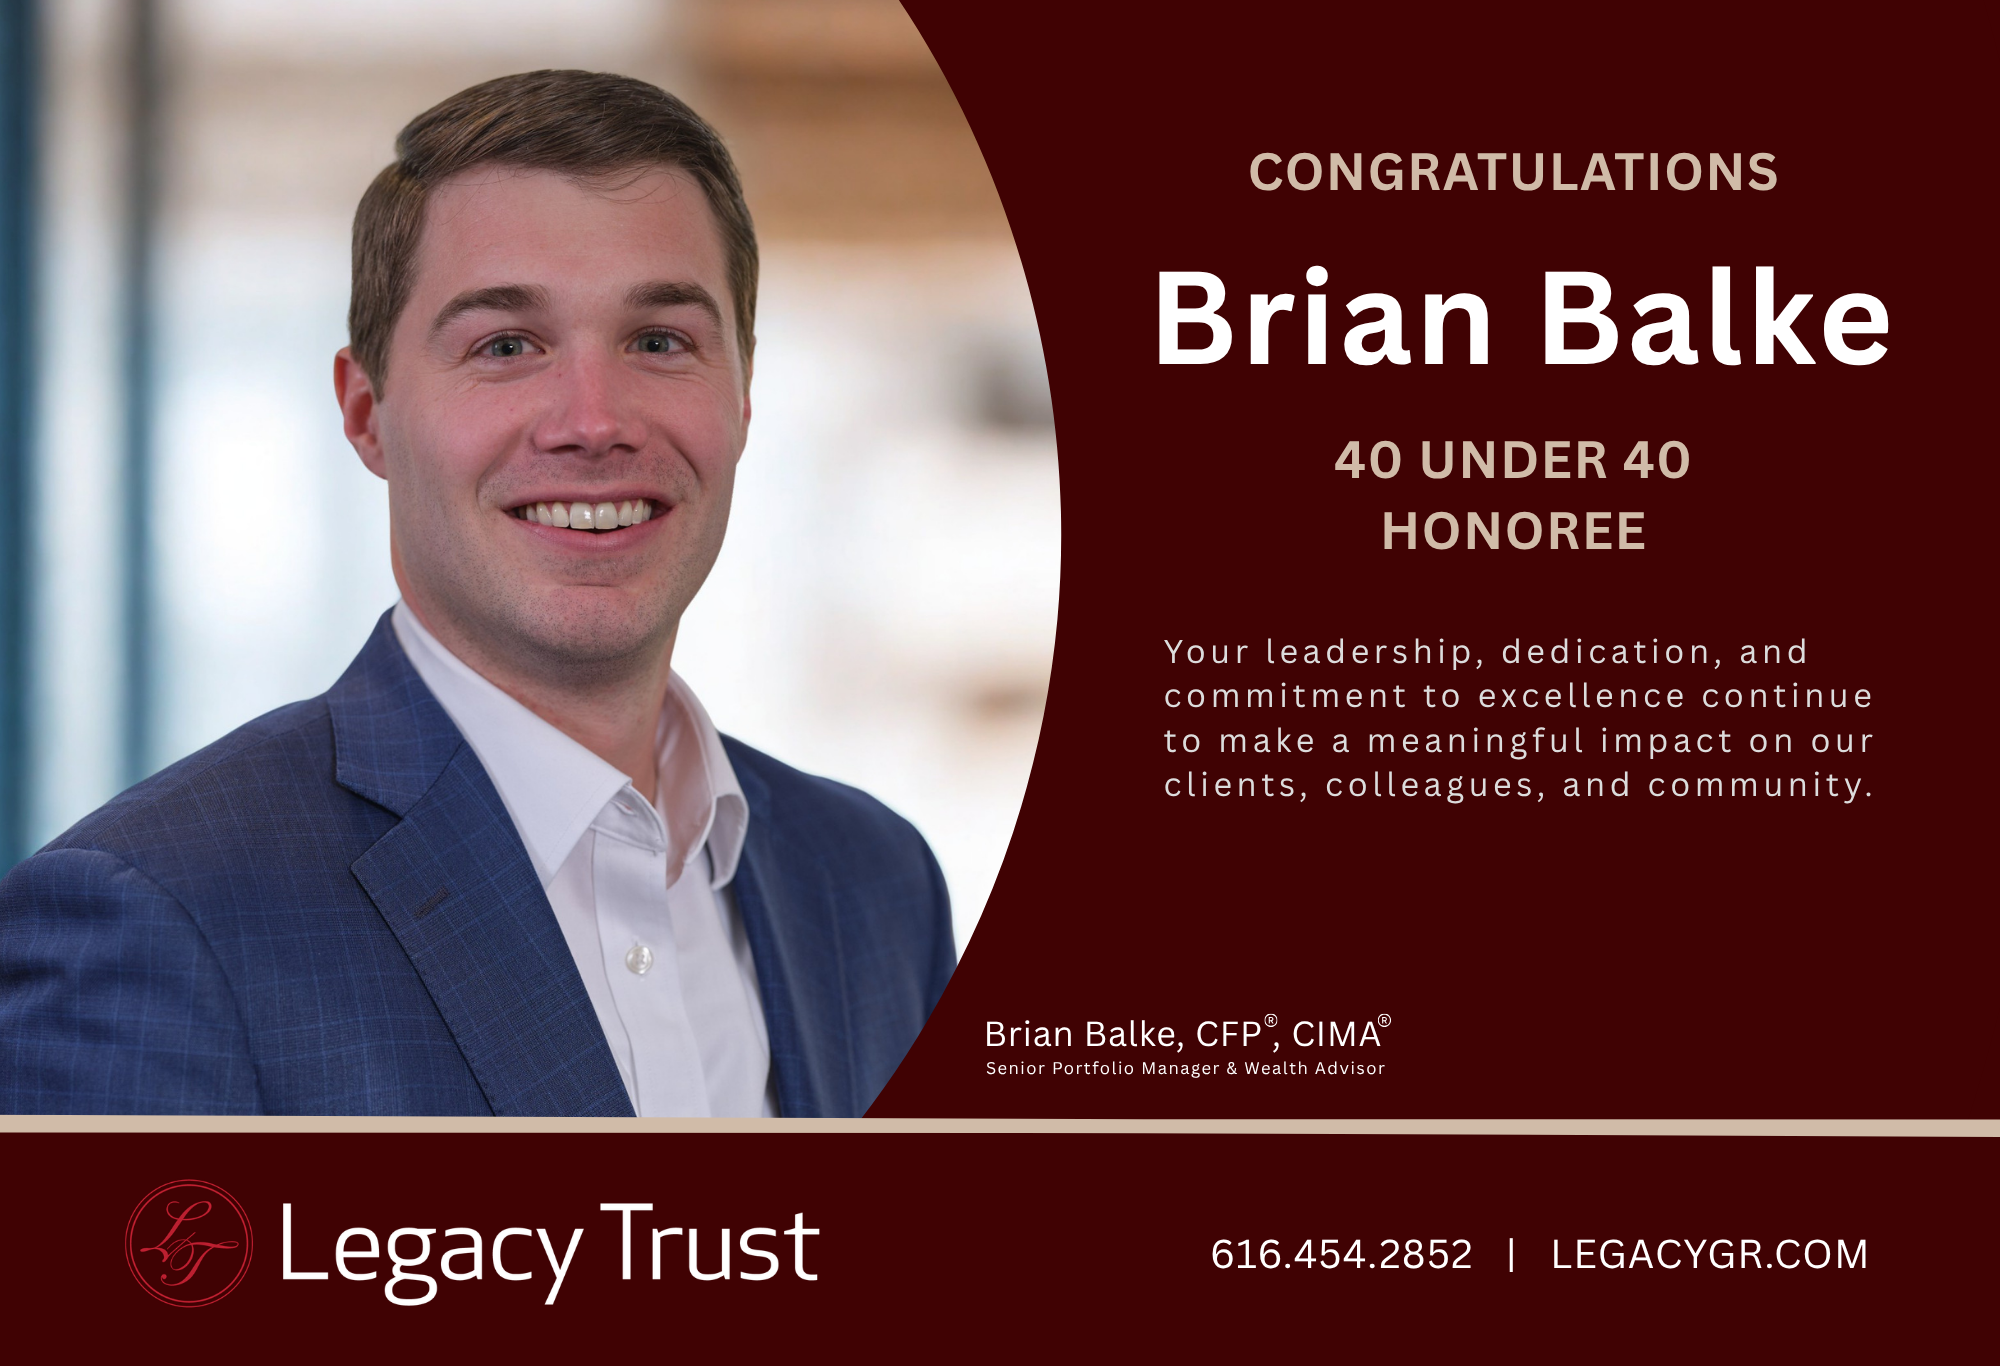 CONGRATULATIONS
Brian Balke
40 UNDER 40
HONOREE
Your leadership, dedication, and
commitment to excellence continue
to make a meaningful impact on our
clients, colleagues, and community.
Brian Balke, CFP®, CIMA®
Senior Portfolio Manager & Wealth Advisor
LT
Legacy Trust
616.454.2852 | LEGACYGR.COM